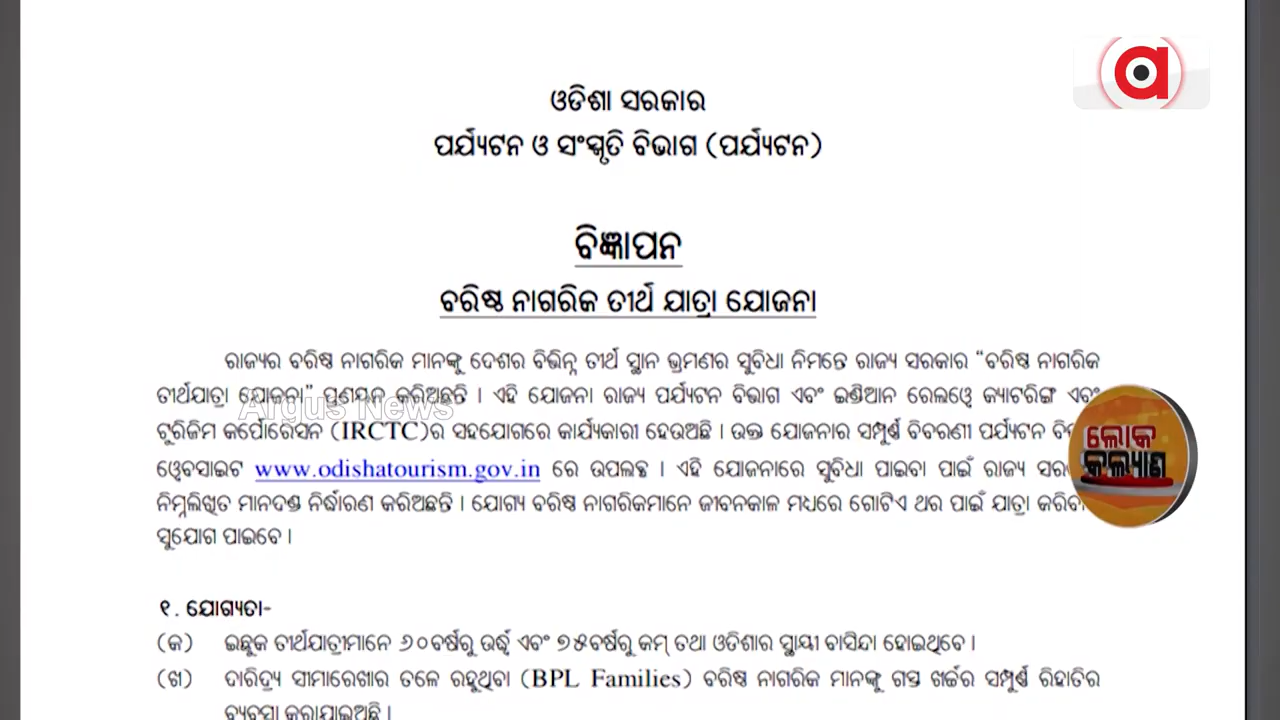 ଓଡିଶା ସରକାର
ପର୍ଯ୍ୟଟନ ଓ ସଂସ୍କୃତି ବିଭାଗ (ପର୍ଯ୍ୟଟନ)
ବିଜ୍ଞାପନ
ବରିଷ୍ଠ ନାଗରିକ ତୀର୍ଥ ଯାତ୍ରା ଯୋଜନା
ରାଜ୍ୟର ବରିଷ୍ଠ ନାଗରିକ ମାନଙ୍କୁ ଦେଶର ବିଭିନ୍ନ ତୀର୍ଥ ସ୍ଥାନ ଭ୍ରମଣର ସୁବିଧା ନିମନ୍ତେ ରାଜ୍ୟ ସରକାର “ବରିଷ୍ଠ ନାଗରିକ
ତୀର୍ଥଯାତ୍ରା ଯୋଜନା” ପ୍ରଣୟନ କରିଅଛନ୍ତି । ଏହି ଯୋଜନା ରାଜ୍ୟ ପର୍ଯ୍ୟଟନ ବିଭାଗ ଏବଂ ଇଣ୍ଡିଆନ ରେଲୱେ କ୍ୟାଟରିଙ୍ଗ ଏବଂ
ଟୁରିଜିମ କର୍ପୋରେସନ (IRCTC)ର ସହଯୋଗରେ କାର୍ଯ୍ୟକାରୀ ହେଉଅଛି । ଉକ୍ତ ଯୋଜନାର ସମ୍ପୂର୍ଣ୍ଣ ବିବରଣୀ ପର୍ଯ୍ୟଟନ
ୱେବସାଇଟ www.odishatourism.gov.in ରେ ଉପଲବ୍ଧ । ଏହି ଯୋଜନାରେ ସୁବିଧା ପାଇବା ପାଇଁ ରାଜ୍ୟ
ନିମ୍ନଲିଖିତ ମାନଦଣ୍ଡ ନିର୍ଦ୍ଧାରଣ କରିଅଛନ୍ତି । ଯୋଗ୍ୟ ବରିଷ୍ଠ ନାଗରିକମାନେ ଜୀବନକାଳ ମଧ୍ୟରେ ଗୋଟିଏ ଥର ପାଇଁ ଯାତ୍ରା
ସୁଯୋଗ ପାଇବେ ।
୧. ଯୋଗ୍ୟତା-
(କ) ଇଚ୍ଛୁକ ତୀର୍ଥଯାତ୍ରୀମାନେ ୬୦ବର୍ଷରୁ ଉର୍ଦ୍ଧ୍ଵ ଏବଂ ୭୫ବର୍ଷରୁ କମ୍ ତଥା ଓଡିଶାର ସ୍ଥାୟୀ ବାସିନ୍ଦା ହୋଇଥିବେ ।
(ଖ) ଦାରିଦ୍ର୍ୟ ସୀମାରେଖାର ତଳେ ରହୁଥିବା (BPL Families) ବରିଷ୍ଠ ନାଗରିକ ମାନଙ୍କୁ ଗସ୍ତ ଖର୍ଚ୍ଚର ସମ୍ପୂର୍ଣ୍ଣ ରିହାତିର
ବ୍ୟବସ୍ଥା କରାଯାଇଅଛି ।
Argus News
ଲୋକ
କଲ୍ୟାଣ